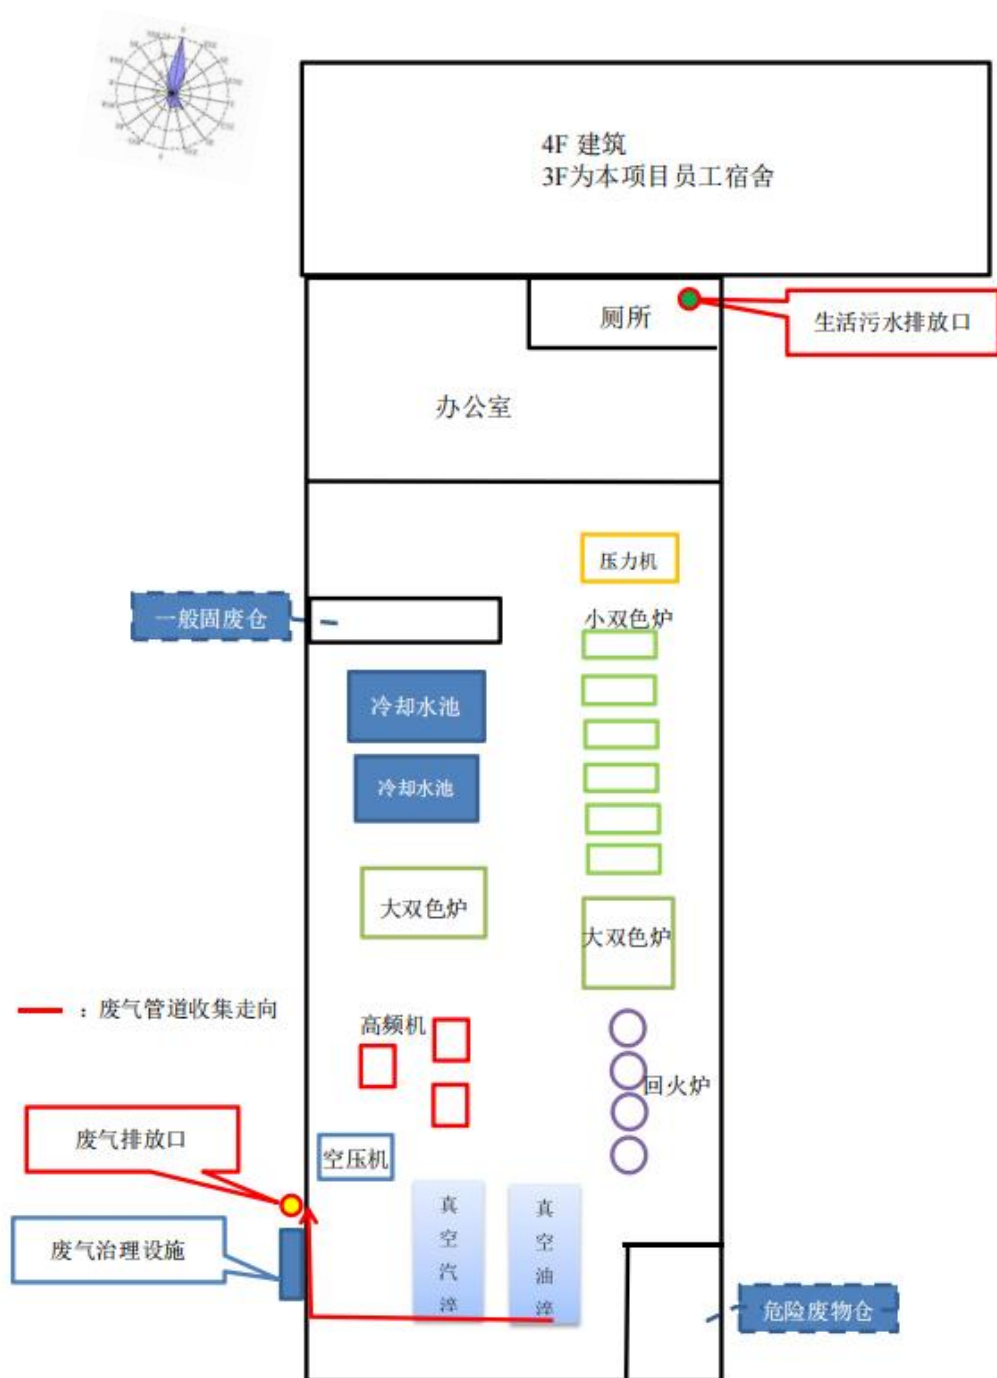 4F 建筑
3F为本项目员工宿舍
厕所
生活污水排放口
办公室
压力机
一般固废仓
小双色炉
冷却水池
冷却水池
大双色炉
大双色炉
：废气管道收集走向
高频机
回火炉
废气排放口
空压机
真空汽淬
真空油淬
废气治理设施
危险废物仓